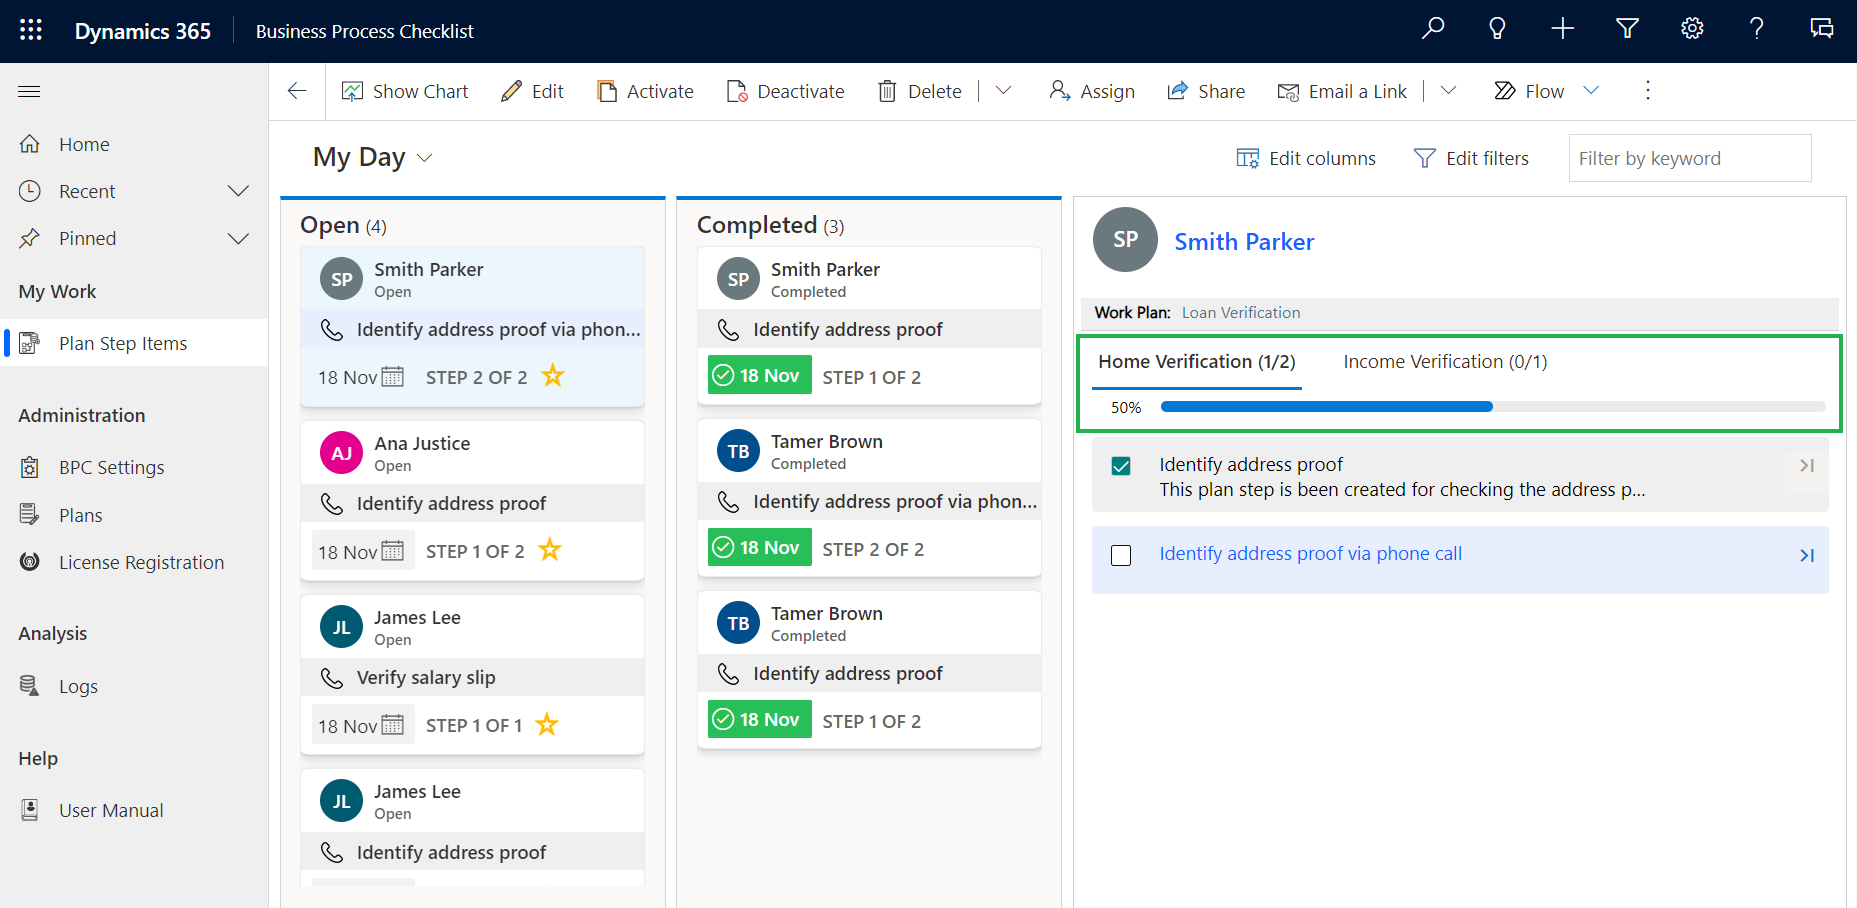 Dynamics 365
Business Process Checklist
Show Chart
Edit
Activate
Deactivate
Delete
Assign
Share
Email a Link
Flow
Home
Recent
Pinned
My Work
Plan Step Items
Administration
BPC Settings
Plans
License Registration
Analysis
Logs
Help
User Manual
My Day
Edit columns
Edit filters
Filter by keyword
Open (4)
SP
Smith Parker
Open
Identify address proof via phon...
18 Nov
STEP 2 OF 2
AJ
Ana Justice
Open
Identify address proof
18 Nov
STEP 1 OF 2
JL
James Lee
Open
Verify salary slip
18 Nov
STEP 1 OF 1
JL
James Lee
Open
Identify address proof
Completed (3)
SP
Smith Parker
Completed
Identify address proof
18 Nov
STEP 1 OF 2
TB
Tamer Brown
Completed
Identify address proof via phon...
18 Nov
STEP 2 OF 2
TB
Tamer Brown
Completed
Identify address proof
18 Nov
STEP 1 OF 2
SP
Smith Parker
Work Plan: Loan Verification
Home Verification (1/2)
Income Verification (0/1)
50%
Identify address proof
This plan step is been created for checking the address p...
Identify address proof via phone call